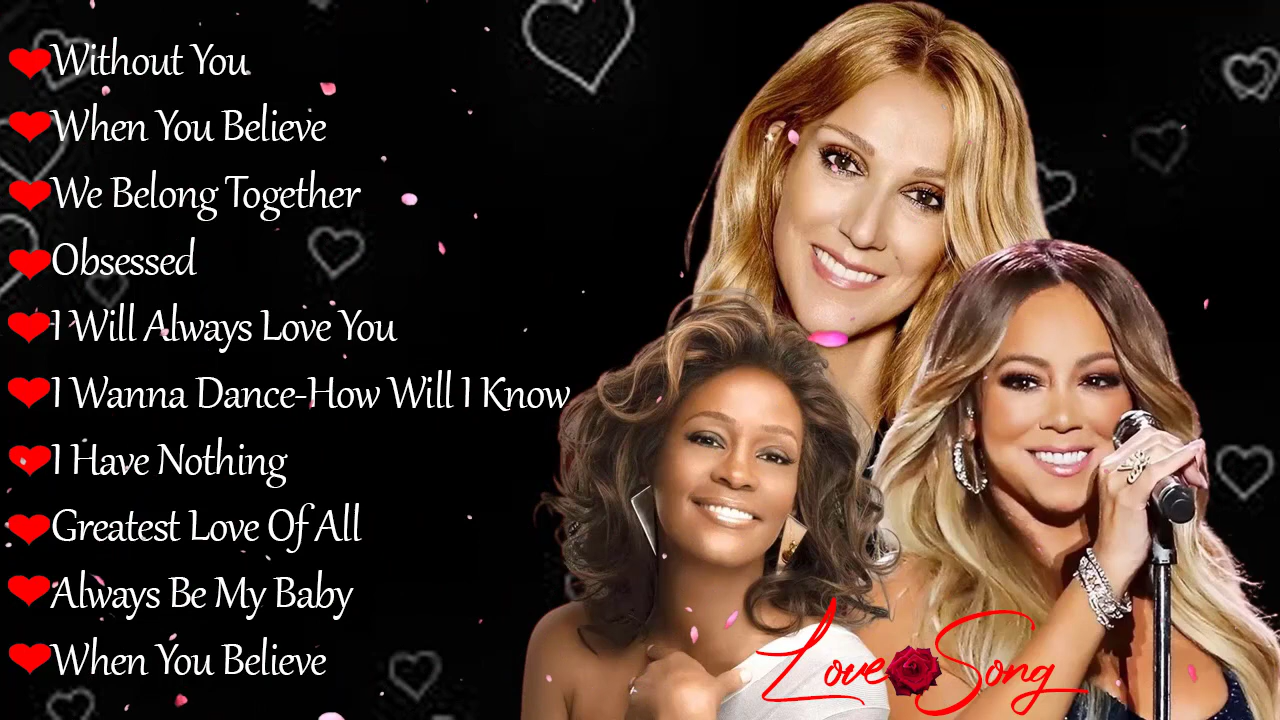 Without You
When You Believe
We Belong Together
Obsessed
I Will Always Love You
I Wanna Dance-How Will I Know
I Have Nothing
Greatest Love Of All
Always Be My Baby
When You Believe
Love Song